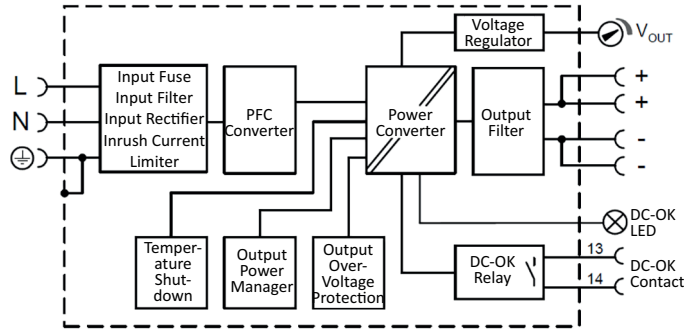 Voltage
Regulator
V OUT
L
N
Input Fuse
Input Filter
Input Rectifier
Inrush Current
Limiter
PFC
Converter
Power
Converter
Output
Filter
+
+
-
-
DC-OK
LED
Temper-
ature
Shut-
down
Output
Power
Manager
Output
Over-
Voltage
Protection
DC-OK
Relay
13
14
DC-OK
Contact